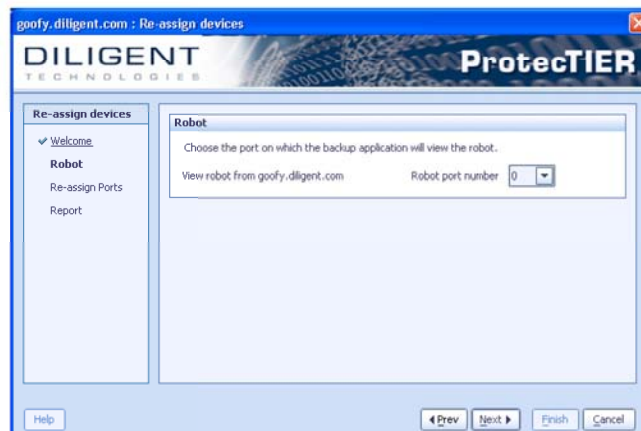 goofy.diligent.com : Re-assign devices
DILIGENT
TECHNOLOGIES
ProtecTIER
Re-assign devices
Welcome
Robot
Re-assign Ports
Report
Robot
Choose the port on which the backup application will view the robot.
View robot from goofy.diligent.com Robot port number 0
Help
Prev Next Finish Cancel